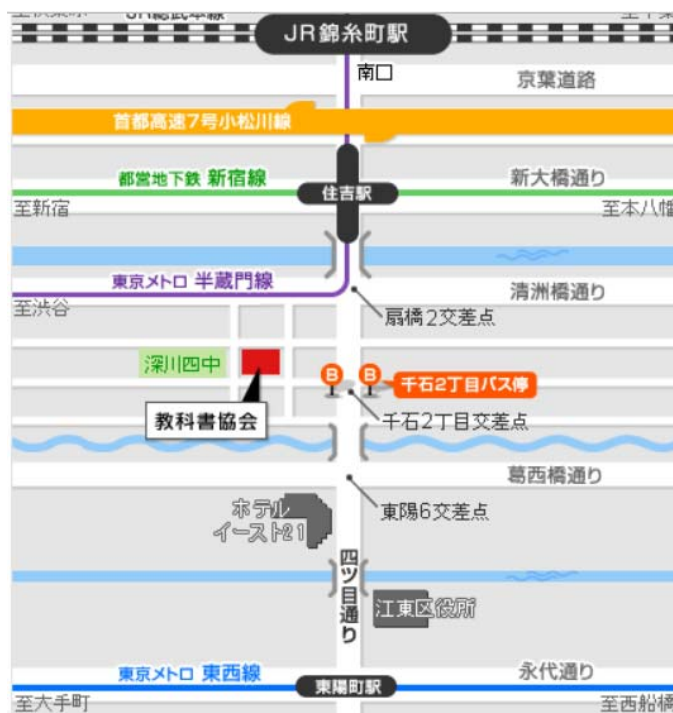 JR錦糸町駅
南口
京葉道路
首都高速7号小松川線
都営地下鉄 新宿線
新大橋通り
住吉駅
至新宿
至本八幡
東京メトロ 半蔵門線
清洲橋通り
至渋谷
扇橋2交差点
深川四中
B
B
千石2丁目バス停
教科書協会
千石2丁目交差点
葛西橋通り
東陽6交差点
ホテル
イースト21
四ツ目通り
江東区役所
東京メトロ 東西線
永代通り
東陽町駅
至大手町
至西船橋